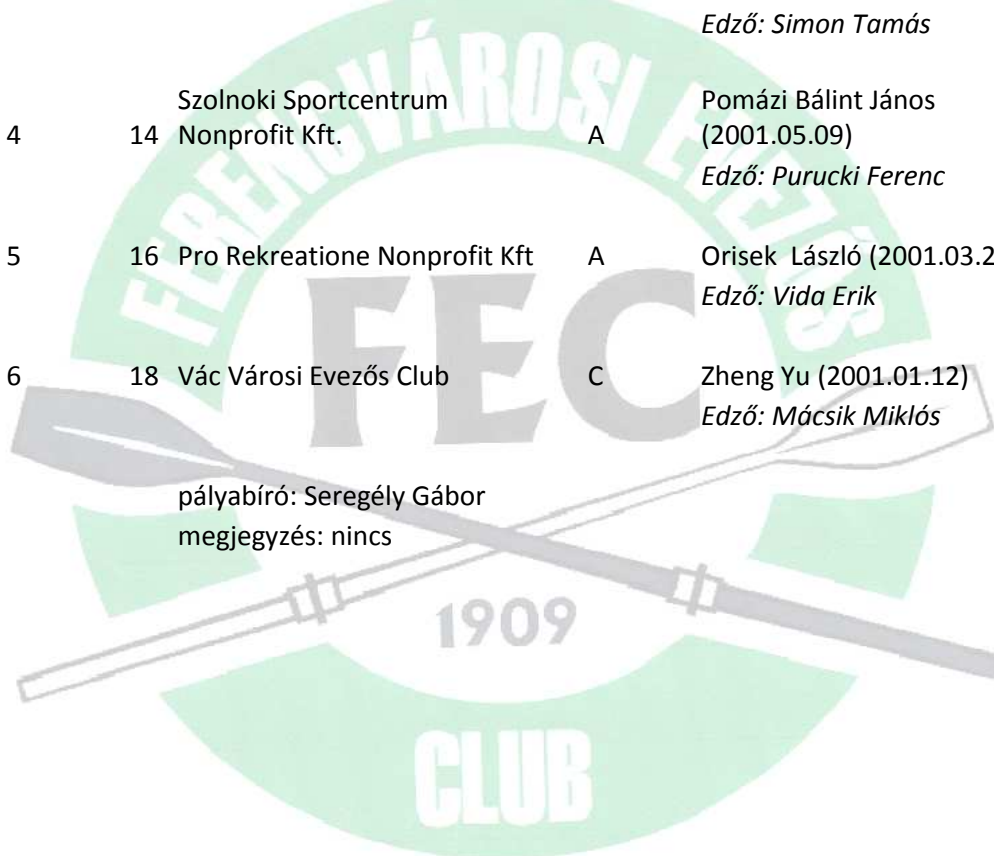 Edző: Simon Tamás
Szolnoki Sportcentrum Pomázi Bálint János
4 14 Nonprofit Kft. A (2001.05.09)
Edző: Purucki Ferenc
5 16 Pro Rekreatione Nonprofit Kft A Orisek László (2001.03.2
Edző: Vida Erik
6 18 Vác Városi Evezős Club C Zheng Yu (2001.01.12)
Edző: Mácsik Miklós
pályabíró: Seregély Gábor
megjegyzés: nincs
FERENCVÁROSI EVEZŐS
FEC
1909
CLUB